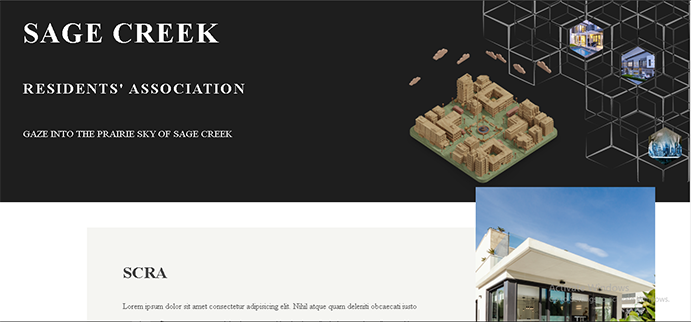 SAGE CREEK
RESIDENTS' ASSOCIATION
GAZE INTO THE PRAIRIE SKY OF SAGE CREEK
SCRA
Lorem ipsum dolor sit amet consectetur adipisicing elit. Nihil atque quam deleniti obcaecati iusto